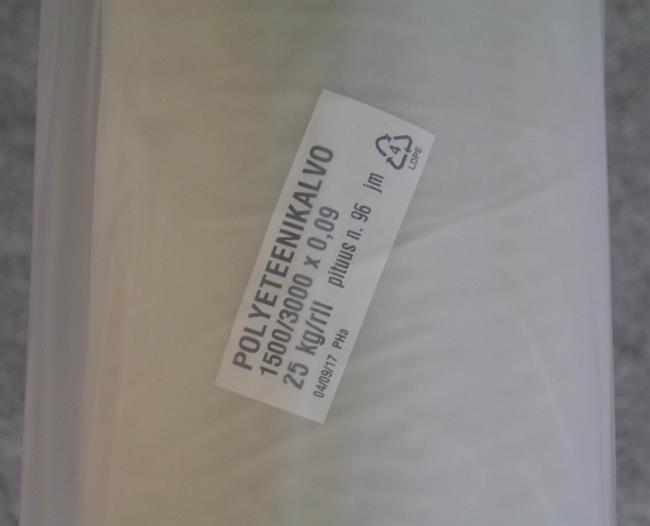 POLYETEENIKALVO
1500/3000 x 0,09
25 kg/rll pituus n. 96 jm
04/09/17 PHa
4
LDPE